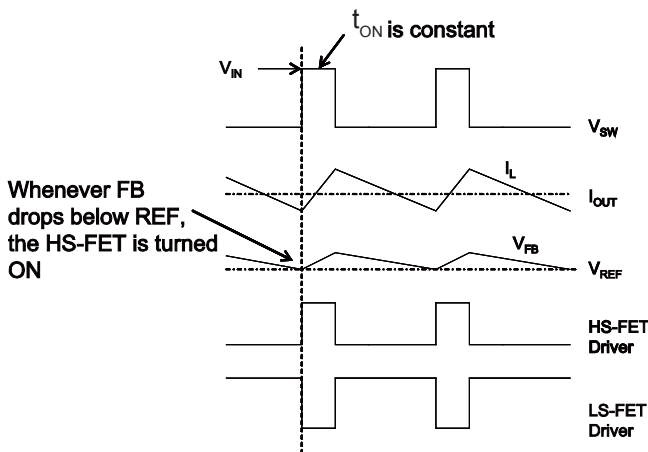 tON is constant
VIN
VSW
IL
IOUT
Whenever FB
drops below REF,
the HS-FET is turned
ON
VFB
VREF
HS-FET
Driver
LS-FET
Driver